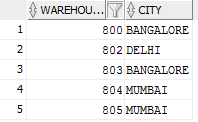 WAREHOU... CITY
1 800 BANGALORE
2 802 DELHI
3 803 BANGALORE
4 804 MUMBAI
5 805 MUMBAI